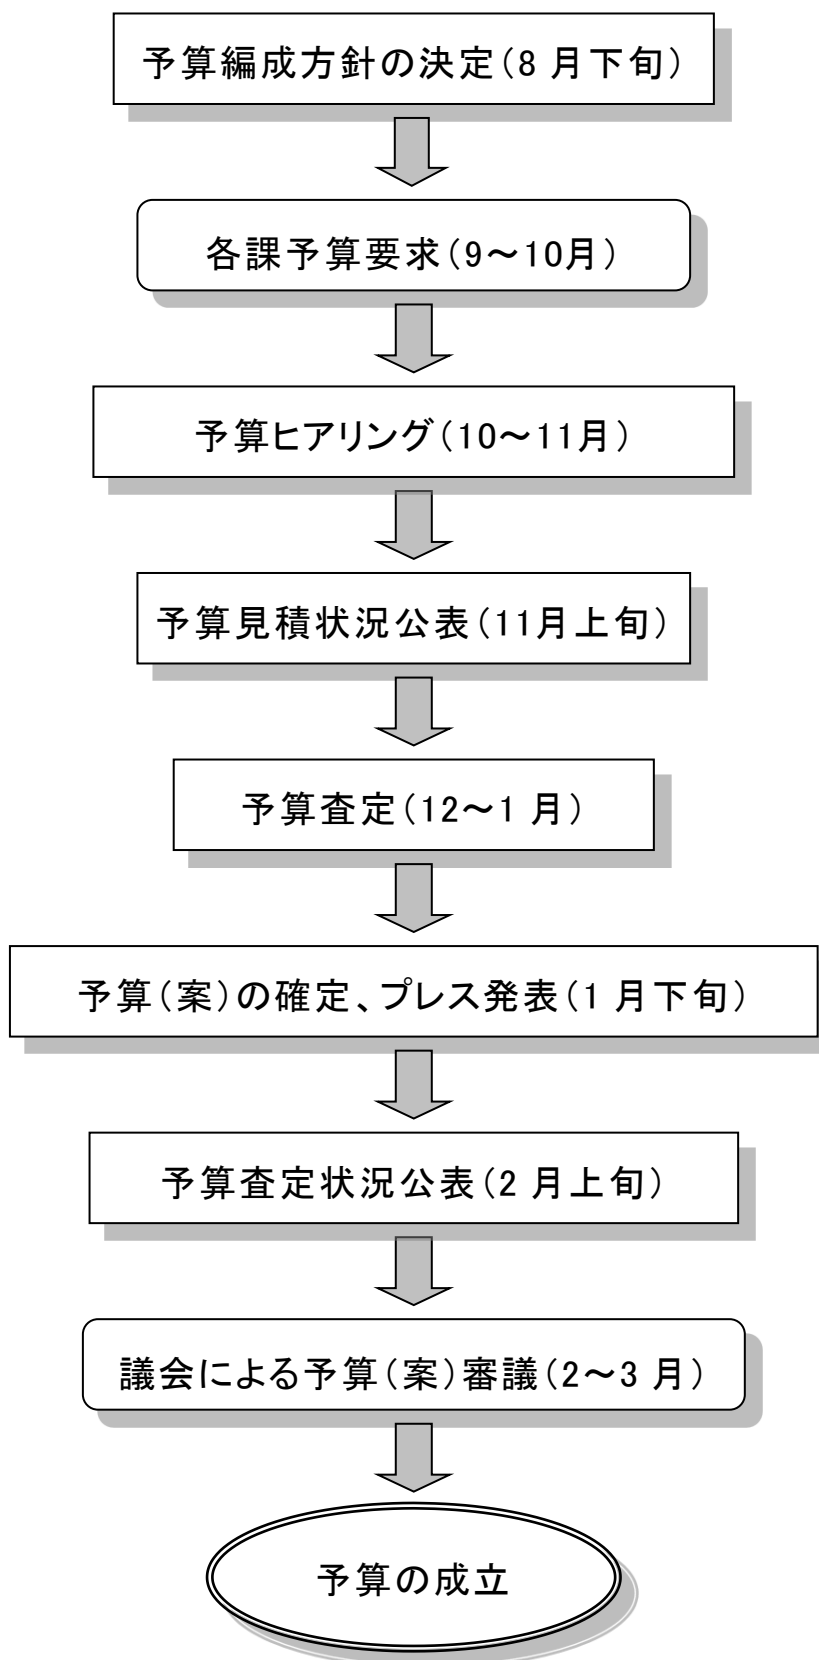 予算編成方針の決定（8 月下旬）
各課予算要求（9～10月）
予算ヒアリング（10～11月）
予算見積状況公表（11月上旬）
予算査定（12～1 月）
予算（案）の確定、プレス発表（1 月下旬）
予算査定状況公表（2 月上旬）
議会による予算（案）審議（2～3 月）
予算の成立